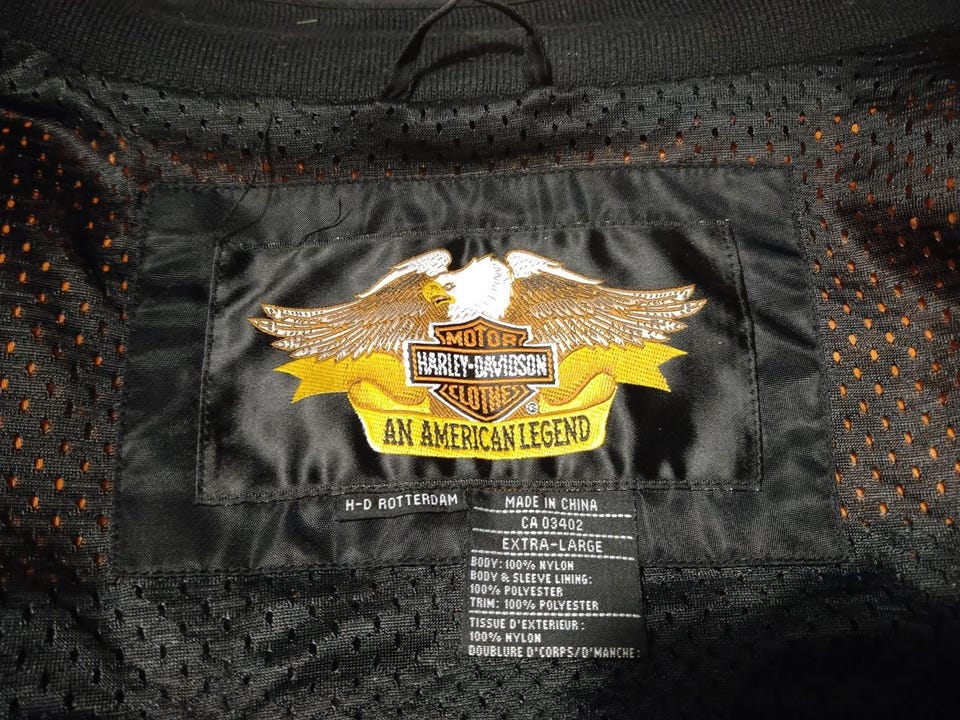 MOTOR
HARLEY-DAVIDSON
CLOTHES
®
AN AMERICAN LEGEND
H-D ROTTERDAM
MADE IN CHINA
CA 03402
EXTRA-LARGE
BODY: 100% NYLON
BODY & SLEEVE LINING:
100% POLYESTER
TRIM: 100% POLYESTER
TISSUE D'EXTERIEUR:
100% NYLON
DOUBLURE D'CORPS/D'MANCHE: